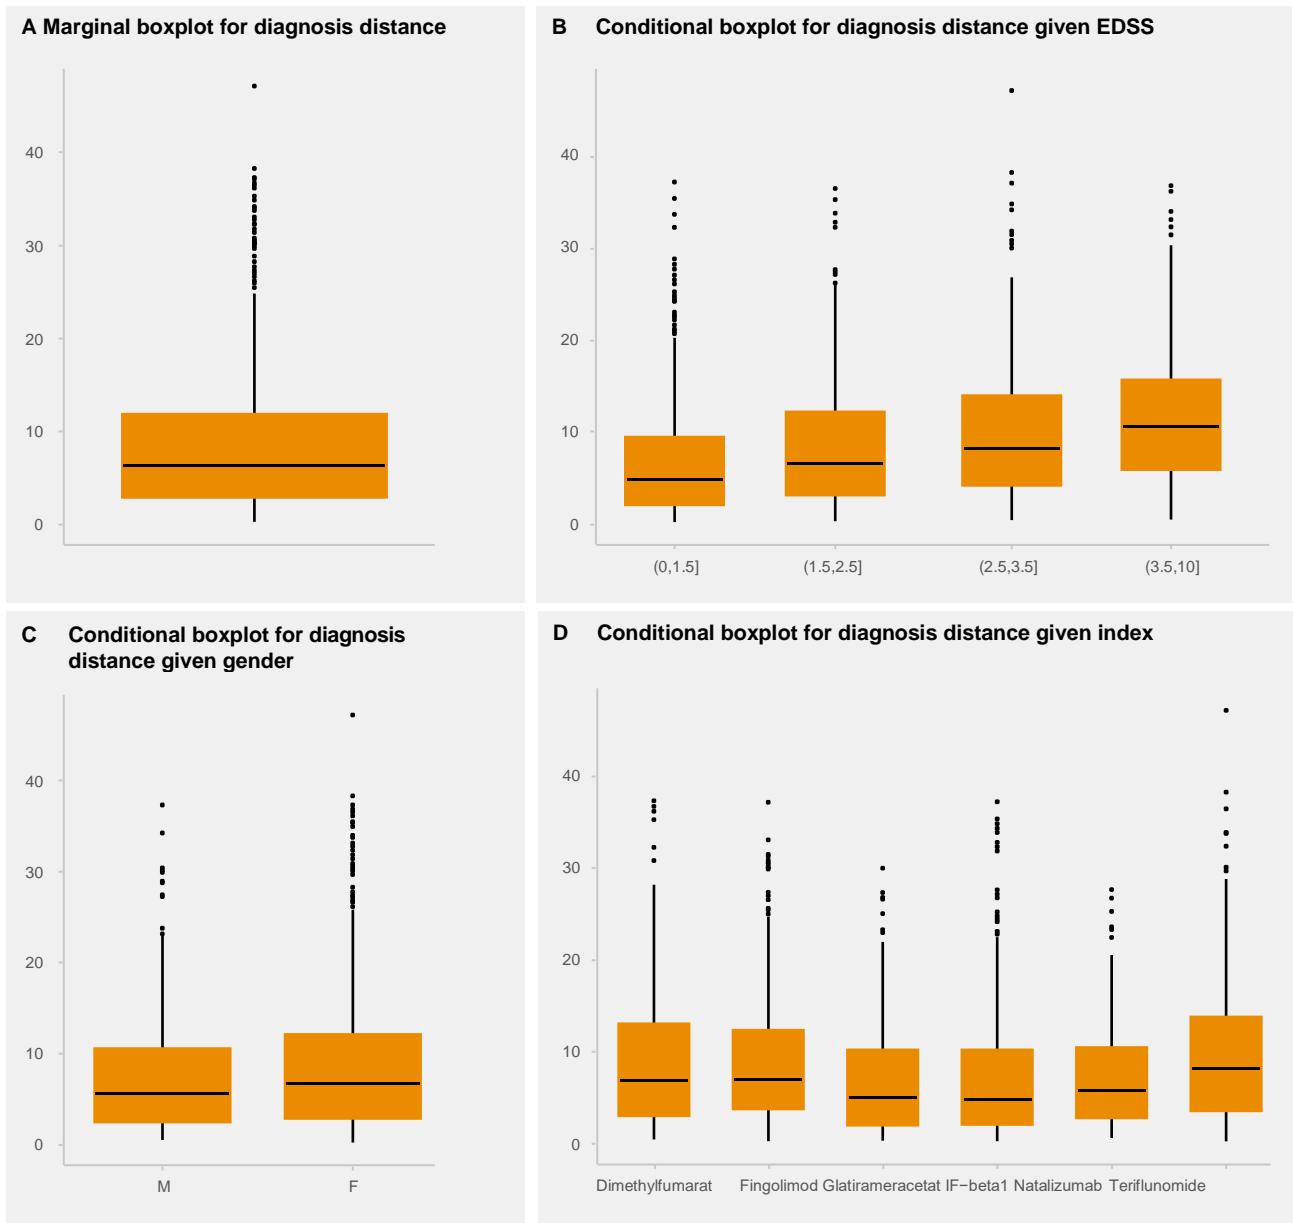 A Marginal boxplot for diagnosis distance
40
30
20
10
0
B Conditional boxplot for diagnosis distance given EDSS
40
30
20
10
0
(0,1.5] (1.5,2.5] (2.5,3.5] (3.5,10]
C Conditional boxplot for diagnosis
distance given gender
40
30
20
10
0
M F
D Conditional boxplot for diagnosis distance given index
40
30
20
10
0
Dimethylfumarat Fingolimod Glatirameracetat IF−beta1 Natalizumab Teriflunomide